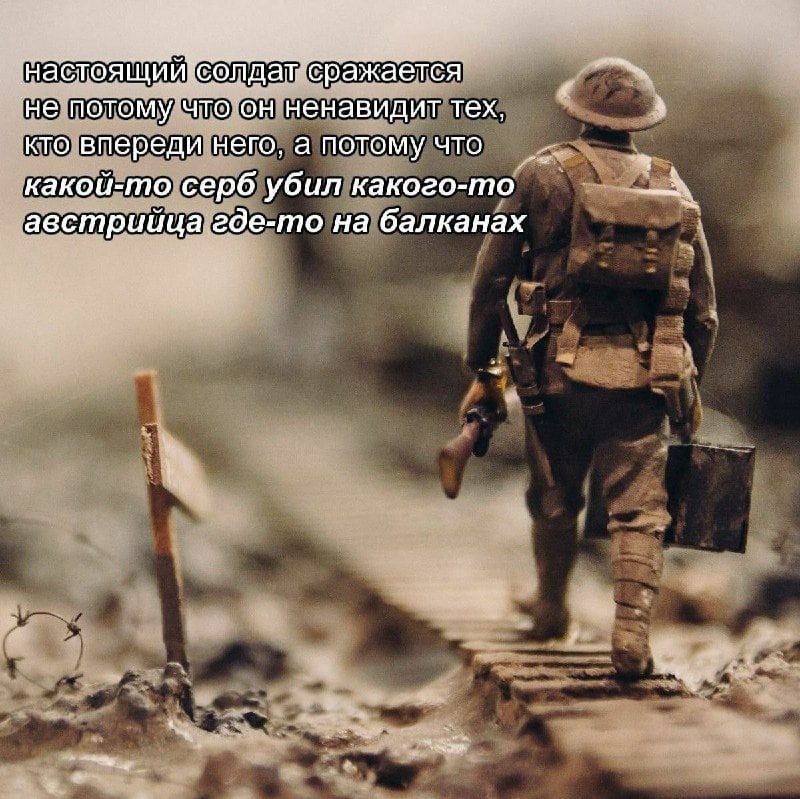 настоящий солдат сражается
не потому что он ненавидит тех,
кто впереди него, а потому что
какой-то серб убил какого-то
австрийца где-то на балканах